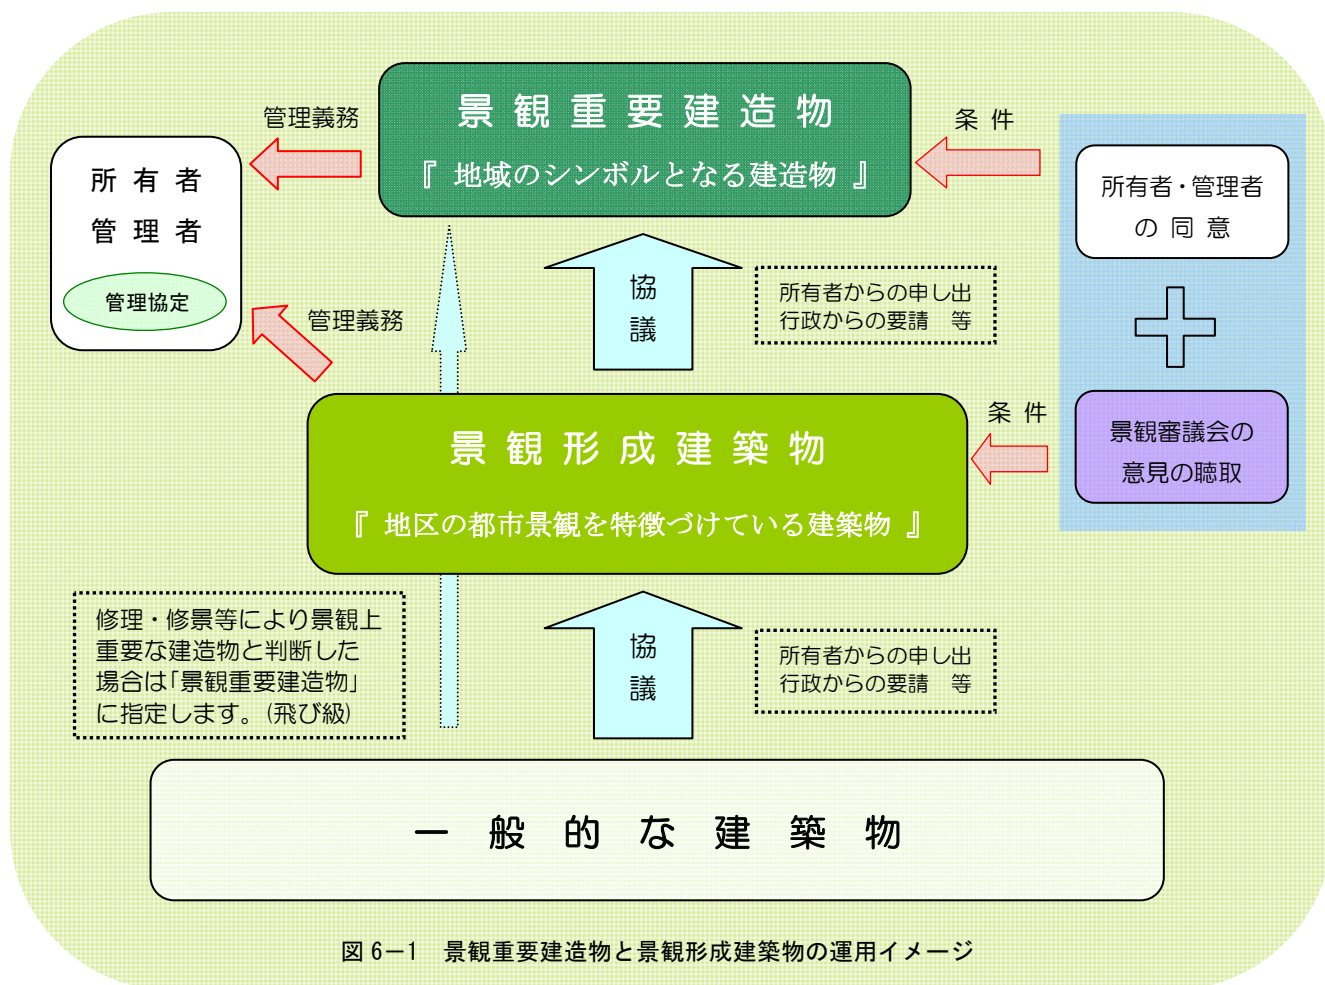 景観重要建造物
『 地域のシンボルとなる建造物 』
管理義務
条 件
所有者
管理者
管理協定
所有者・管理者
の 同 意
協
議
所有者からの申し出
行政からの要請　等
管理義務
景観形成建築物
『 地区の都市景観を特徴づけている建築物 』
条 件
景観審議会の
意見の聴取
修理・修景等により景観上
重要な建造物と判断した
場合は「景観重要建造物」
に指定します。(飛び級)
協
議
所有者からの申し出
行政からの要請　等
一般的な建築物
図 6－1　景観重要建造物と景観形成建築物の運用イメージ